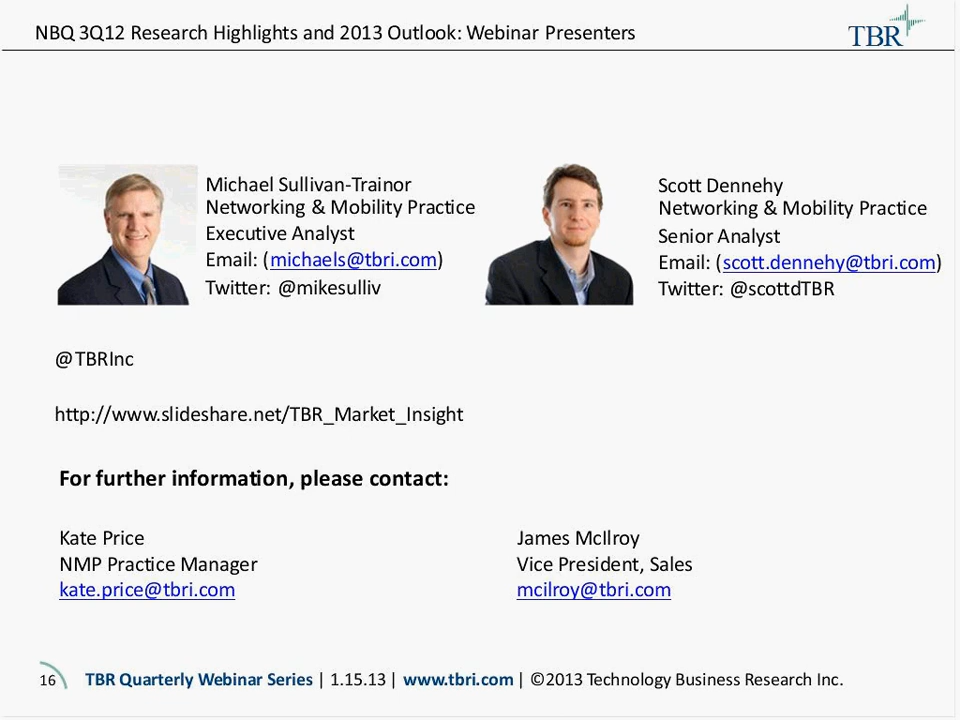 NBQ 3Q12 Research Highlights and 2013 Outlook: Webinar Presenters
TBR
Michael Sullivan-Trainor
Networking & Mobility Practice
Executive Analyst
Email: (michaels@tbri.com)
Twitter: @mikesulliv
Scott Dennehy
Networking & Mobility Practice
Senior Analyst
Email: (scott.dennehy@tbri.com)
Twitter: @scottdTBR
@TBRInc
http://www.slideshare.net/TBR_Market_Insight
For further information, please contact:
Kate Price
NMP Practice Manager
kate.price@tbri.com
James McIlroy
Vice President, Sales
mcilroy@tbri.com
16 TBR Quarterly Webinar Series | 1.15.13 | www.tbri.com | ©2013 Technology Business Research Inc.